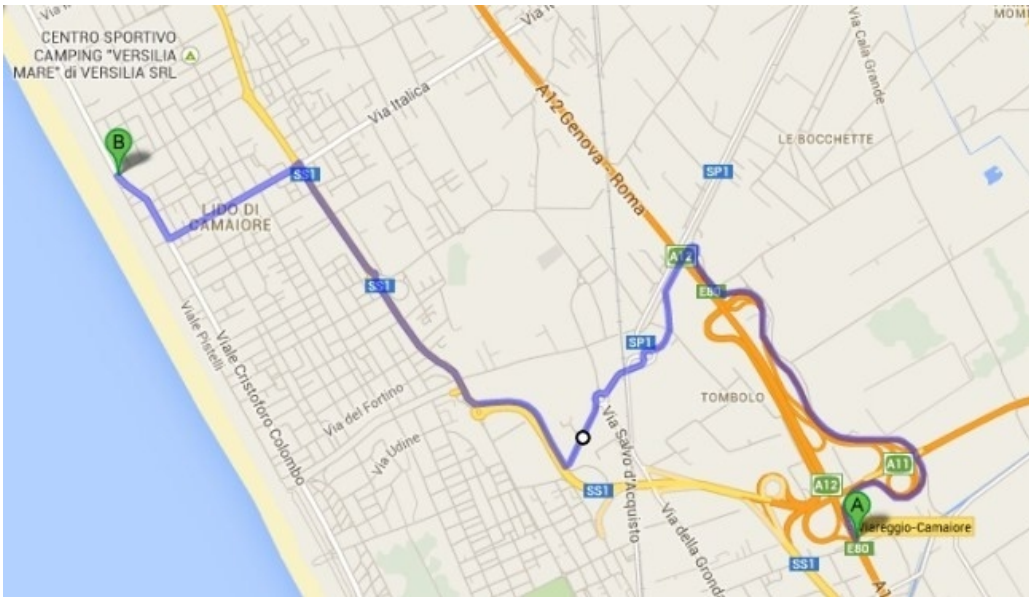 CENTRO SPORTIVO
CAMPING "VERSILIA
MARE" di VERSILIA SRL
Via Italica
A12 Genova - Roma
Via Cala Grande
LE BOCCHETTE
B
SS1
SP1
LIDO DI
CAMAIORE
A12
SS1
E80
Viale Pistelli
Viale Cristoforo Colombo
SP1
TOMBOLO
Via del Fortino
Via Udine
Via Salvo d'Acquisto
A11
SS1
A12
A
Viareggio-Camaiore
Via della Gronda
E80
SS1